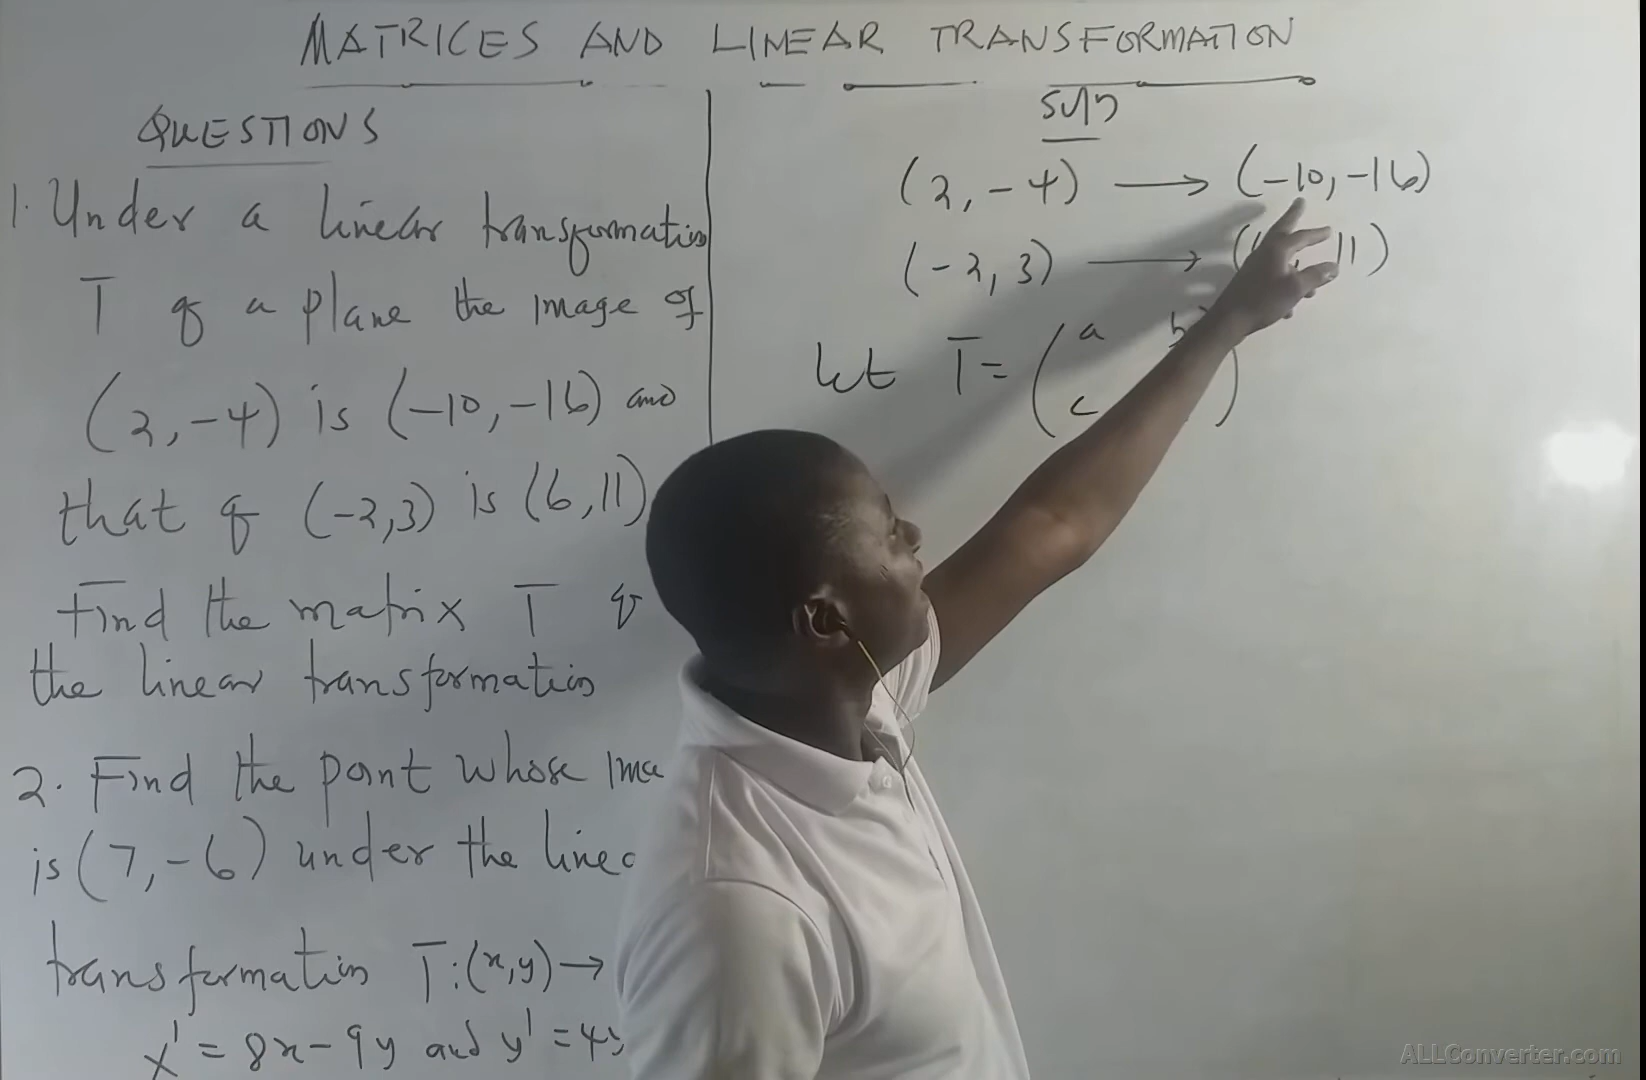 MATRICES AND LINEAR TRANSFORMATION
QUESTIONS
1. Under a linear transformation
T of a plane the image of
(2,-4) is (-10,-16) and
that of (-2,3) is (6,11)
Find the matrix T of
the linear transformation
2. Find the point whose
is (7,-6) under the
transformation T:(x,y)→
x' = 8x-9y and y' = 4
Soln
(2,-4) → (-10,-16)
(-2,3) → ( , 11)
let T = (a b
c )
ALLConverter.com